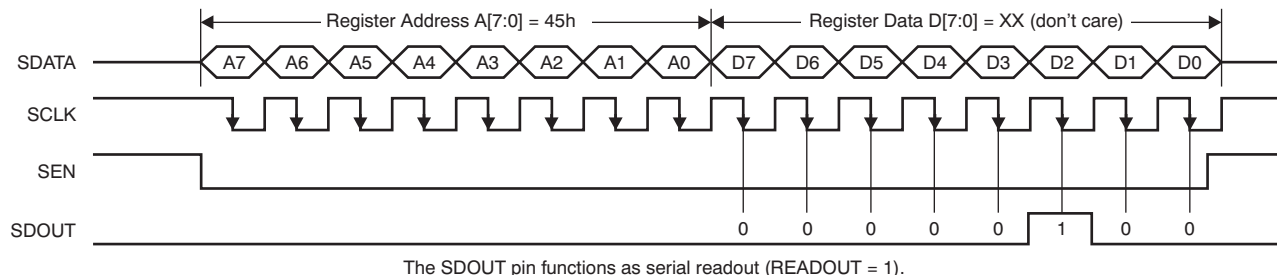 Register Address A[7:0] = 45h
Register Data D[7:0] = XX (don’t care)
SDATA
A7 A6 A5 A4 A3 A2 A1 A0 D7 D6 D5 D4 D3 D2 D1 D0
SCLK
SEN
SDOUT
0 0 0 0 0 1 0 0
The SDOUT pin functions as serial readout (READOUT = 1).